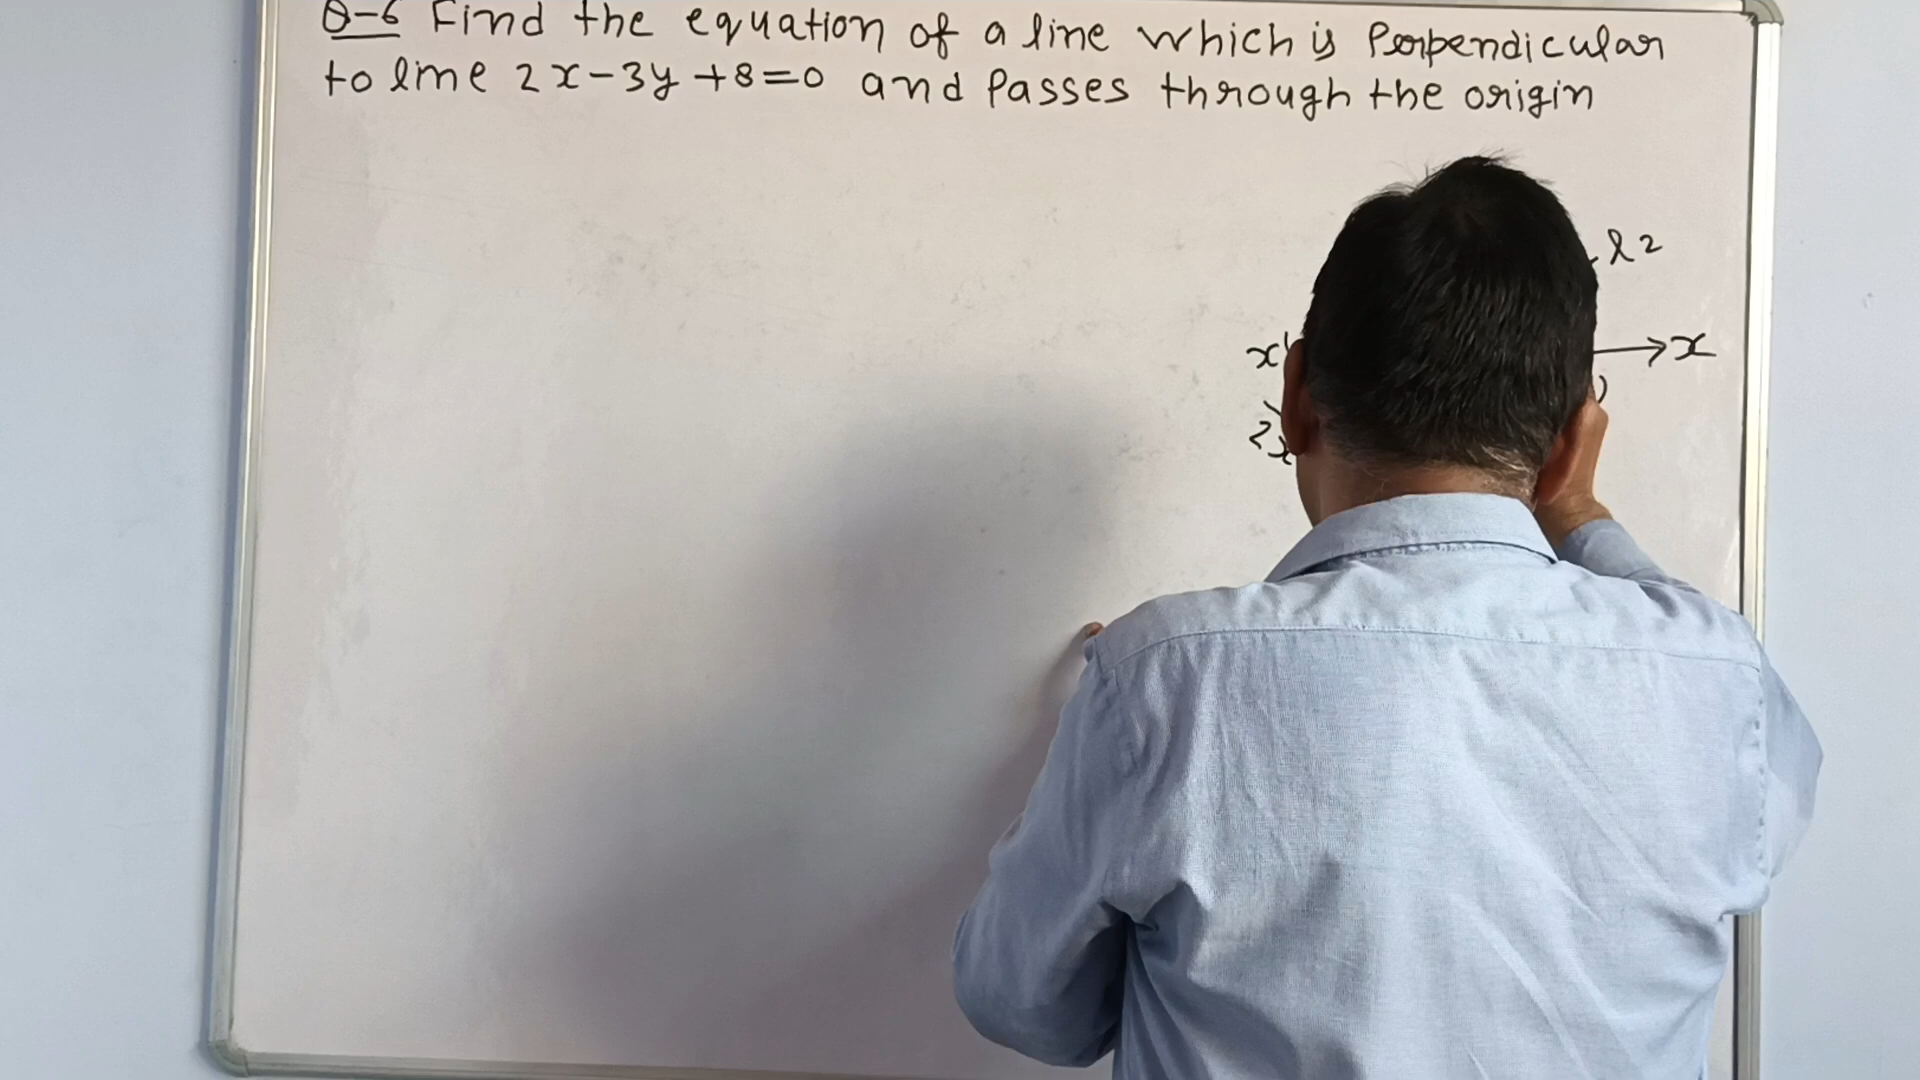 Q-6 Find the equation of a line which is Perpendicular
to line 2x-3y+8=0 and Passes through the origin
l2
x'
x
)
2x